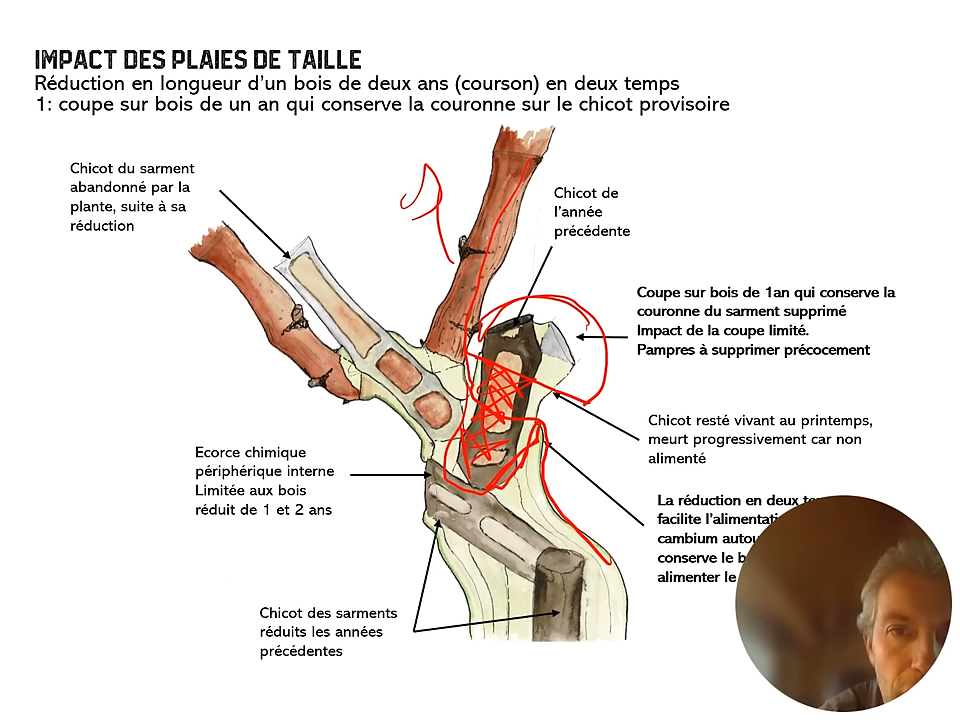 IMPACT DES PLAIES DE TAILLE
Réduction en longueur d'un bois de deux ans (courson) en deux temps
1: coupe sur bois de un an qui conserve la couronne sur le chicot provisoire
Chicot du sarment
abandonné par la
plante, suite à sa
réduction
Chicot de
l'année
précédente
Coupe sur bois de 1an qui conserve la
couronne du sarment supprimé
Impact de la coupe limité.
Pampres à supprimer précocement
Chicot resté vivant au printemps,
meurt progressivement car non
alimenté
Ecorce chimique
périphérique interne
Limitée aux bois
réduit de 1 et 2 ans
La réduction en deux
facilite l'alimentati
cambium autou
conserve le b
alimenter le
Chicot des sarments
réduits les années
précédentes